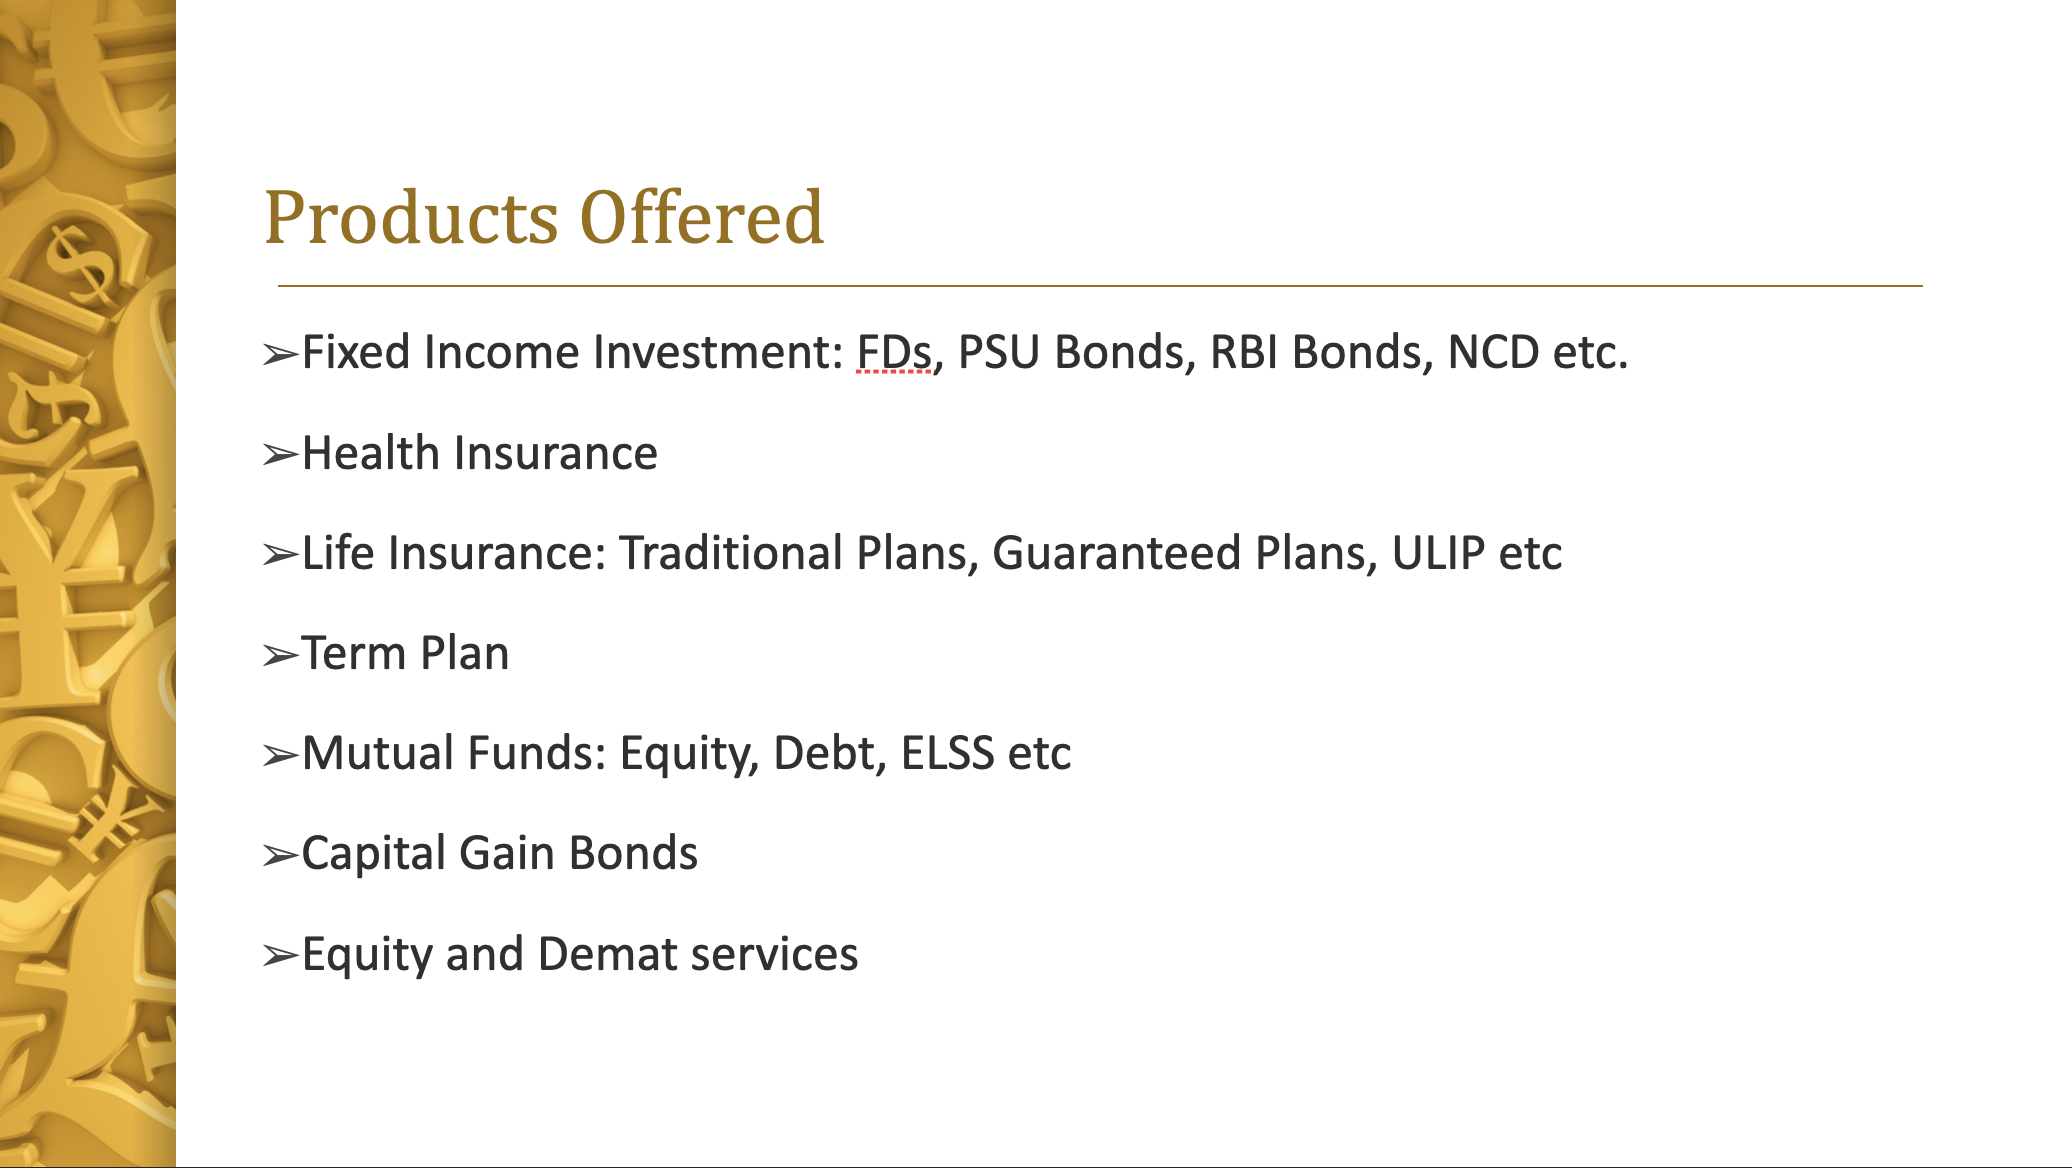 Products Offered
➢Fixed Income Investment: FDs, PSU Bonds, RBI Bonds, NCD etc.
➢Health Insurance
➢Life Insurance: Traditional Plans, Guaranteed Plans, ULIP etc
➢Term Plan
➢Mutual Funds: Equity, Debt, ELSS etc
➢Capital Gain Bonds
➢Equity and Demat services